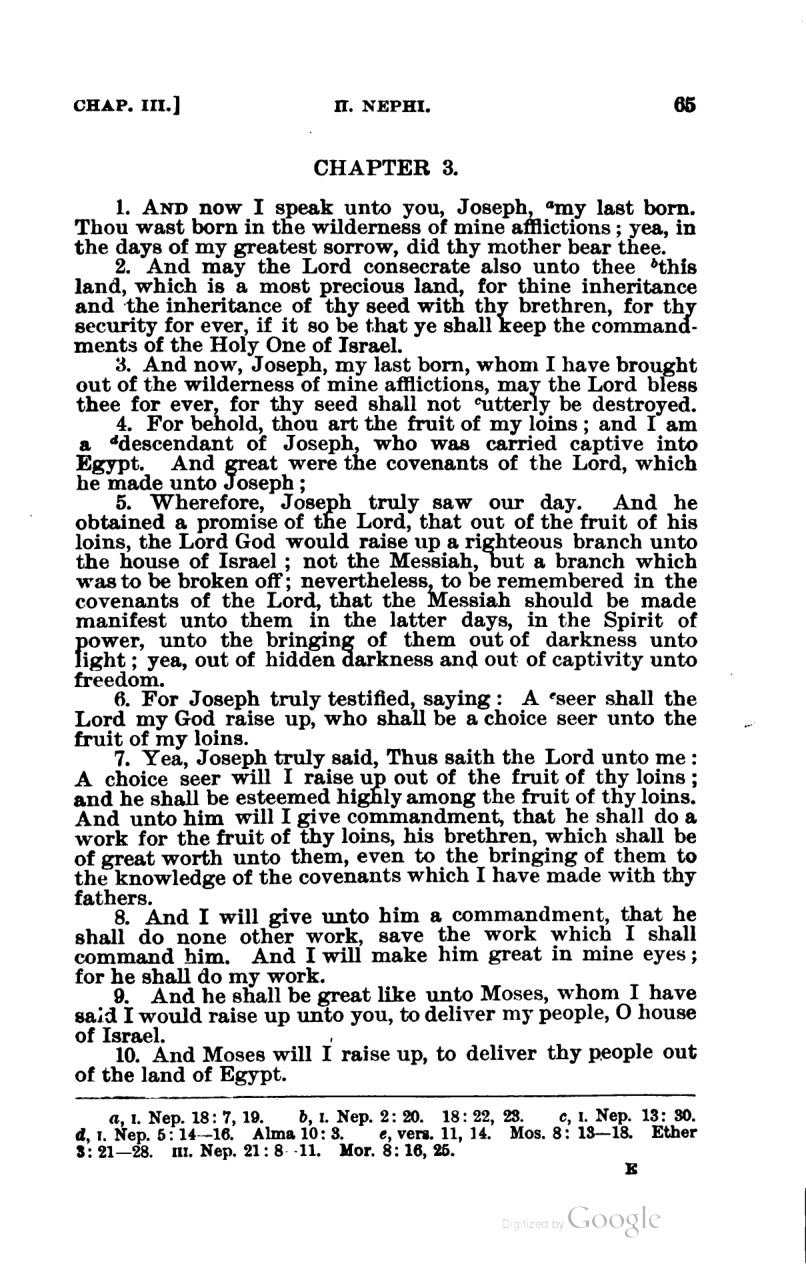 CHAP. III.] II. NEPHI. 65
CHAPTER 3.
1. AND now I speak unto you, Joseph, ᵃmy last born.
Thou wast born in the wilderness of mine afflictions; yea, in
the days of my greatest sorrow, did thy mother bear thee.
2. And may the Lord consecrate also unto thee ᵇthis
land, which is a most precious land, for thine inheritance
and the inheritance of thy seed with thy brethren, for thy
security for ever, if it so be that ye shall keep the command-
ments of the Holy One of Israel.
3. And now, Joseph, my last born, whom I have brought
out of the wilderness of mine afflictions, may the Lord bless
thee for ever, for thy seed shall not ᶜutterly be destroyed.
4. For behold, thou art the fruit of my loins; and I am
a ᵈdescendant of Joseph, who was carried captive into
Egypt. And great were the covenants of the Lord, which
he made unto Joseph;
5. Wherefore, Joseph truly saw our day. And he
obtained a promise of the Lord, that out of the fruit of his
loins, the Lord God would raise up a righteous branch unto
the house of Israel; not the Messiah, but a branch which
was to be broken off; nevertheless, to be remembered in the
covenants of the Lord, that the Messiah should be made
manifest unto them in the latter days, in the Spirit of
power, unto the bringing of them out of darkness unto
light; yea, out of hidden darkness and out of captivity unto
freedom.
6. For Joseph truly testified, saying: A ᵉseer shall the
Lord my God raise up, who shall be a choice seer unto the
fruit of my loins.
7. Yea, Joseph truly said, Thus saith the Lord unto me:
A choice seer will I raise up out of the fruit of thy loins;
and he shall be esteemed highly among the fruit of thy loins.
And unto him will I give commandment, that he shall do a
work for the fruit of thy loins, his brethren, which shall be
of great worth unto them, even to the bringing of them to
the knowledge of the covenants which I have made with thy
fathers.
8. And I will give unto him a commandment, that he
shall do none other work, save the work which I shall
command him. And I will make him great in mine eyes;
for he shall do my work.
9. And he shall be great like unto Moses, whom I have
said I would raise up unto you, to deliver my people, O house
of Israel.
10. And Moses will I raise up, to deliver thy people out
of the land of Egypt.
a, I. Nep. 18: 7, 19. b, I. Nep. 2: 20. 18: 22, 23. c, I. Nep. 13: 30.
d, I. Nep. 5: 14—16. Alma 10: 3. e, vers. 11, 14. Mos. 8: 13—18. Ether
3: 21—28. III. Nep. 21: 8--11. Mor. 8: 16, 25.
E
Digitized by Google